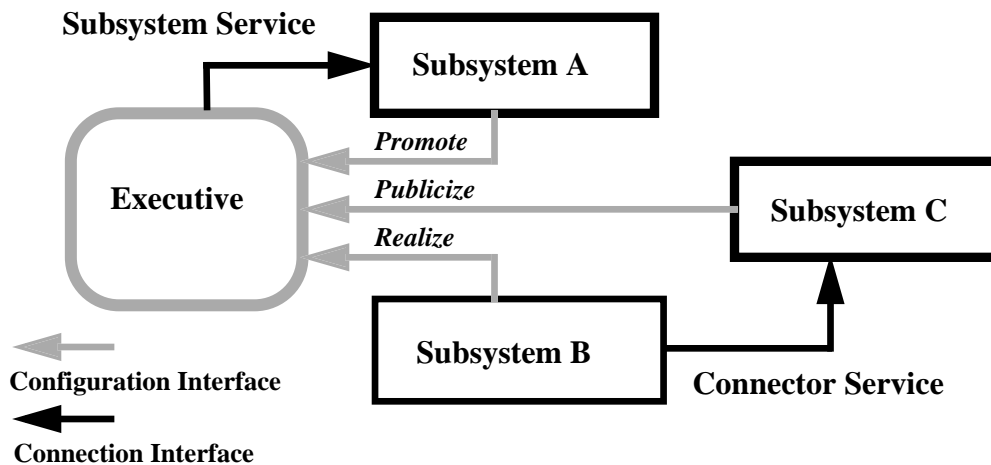 Subsystem Service
Subsystem A
Promote
Executive
Publicize
Subsystem C
Realize
Subsystem B
Configuration Interface
Connector Service
Connection Interface